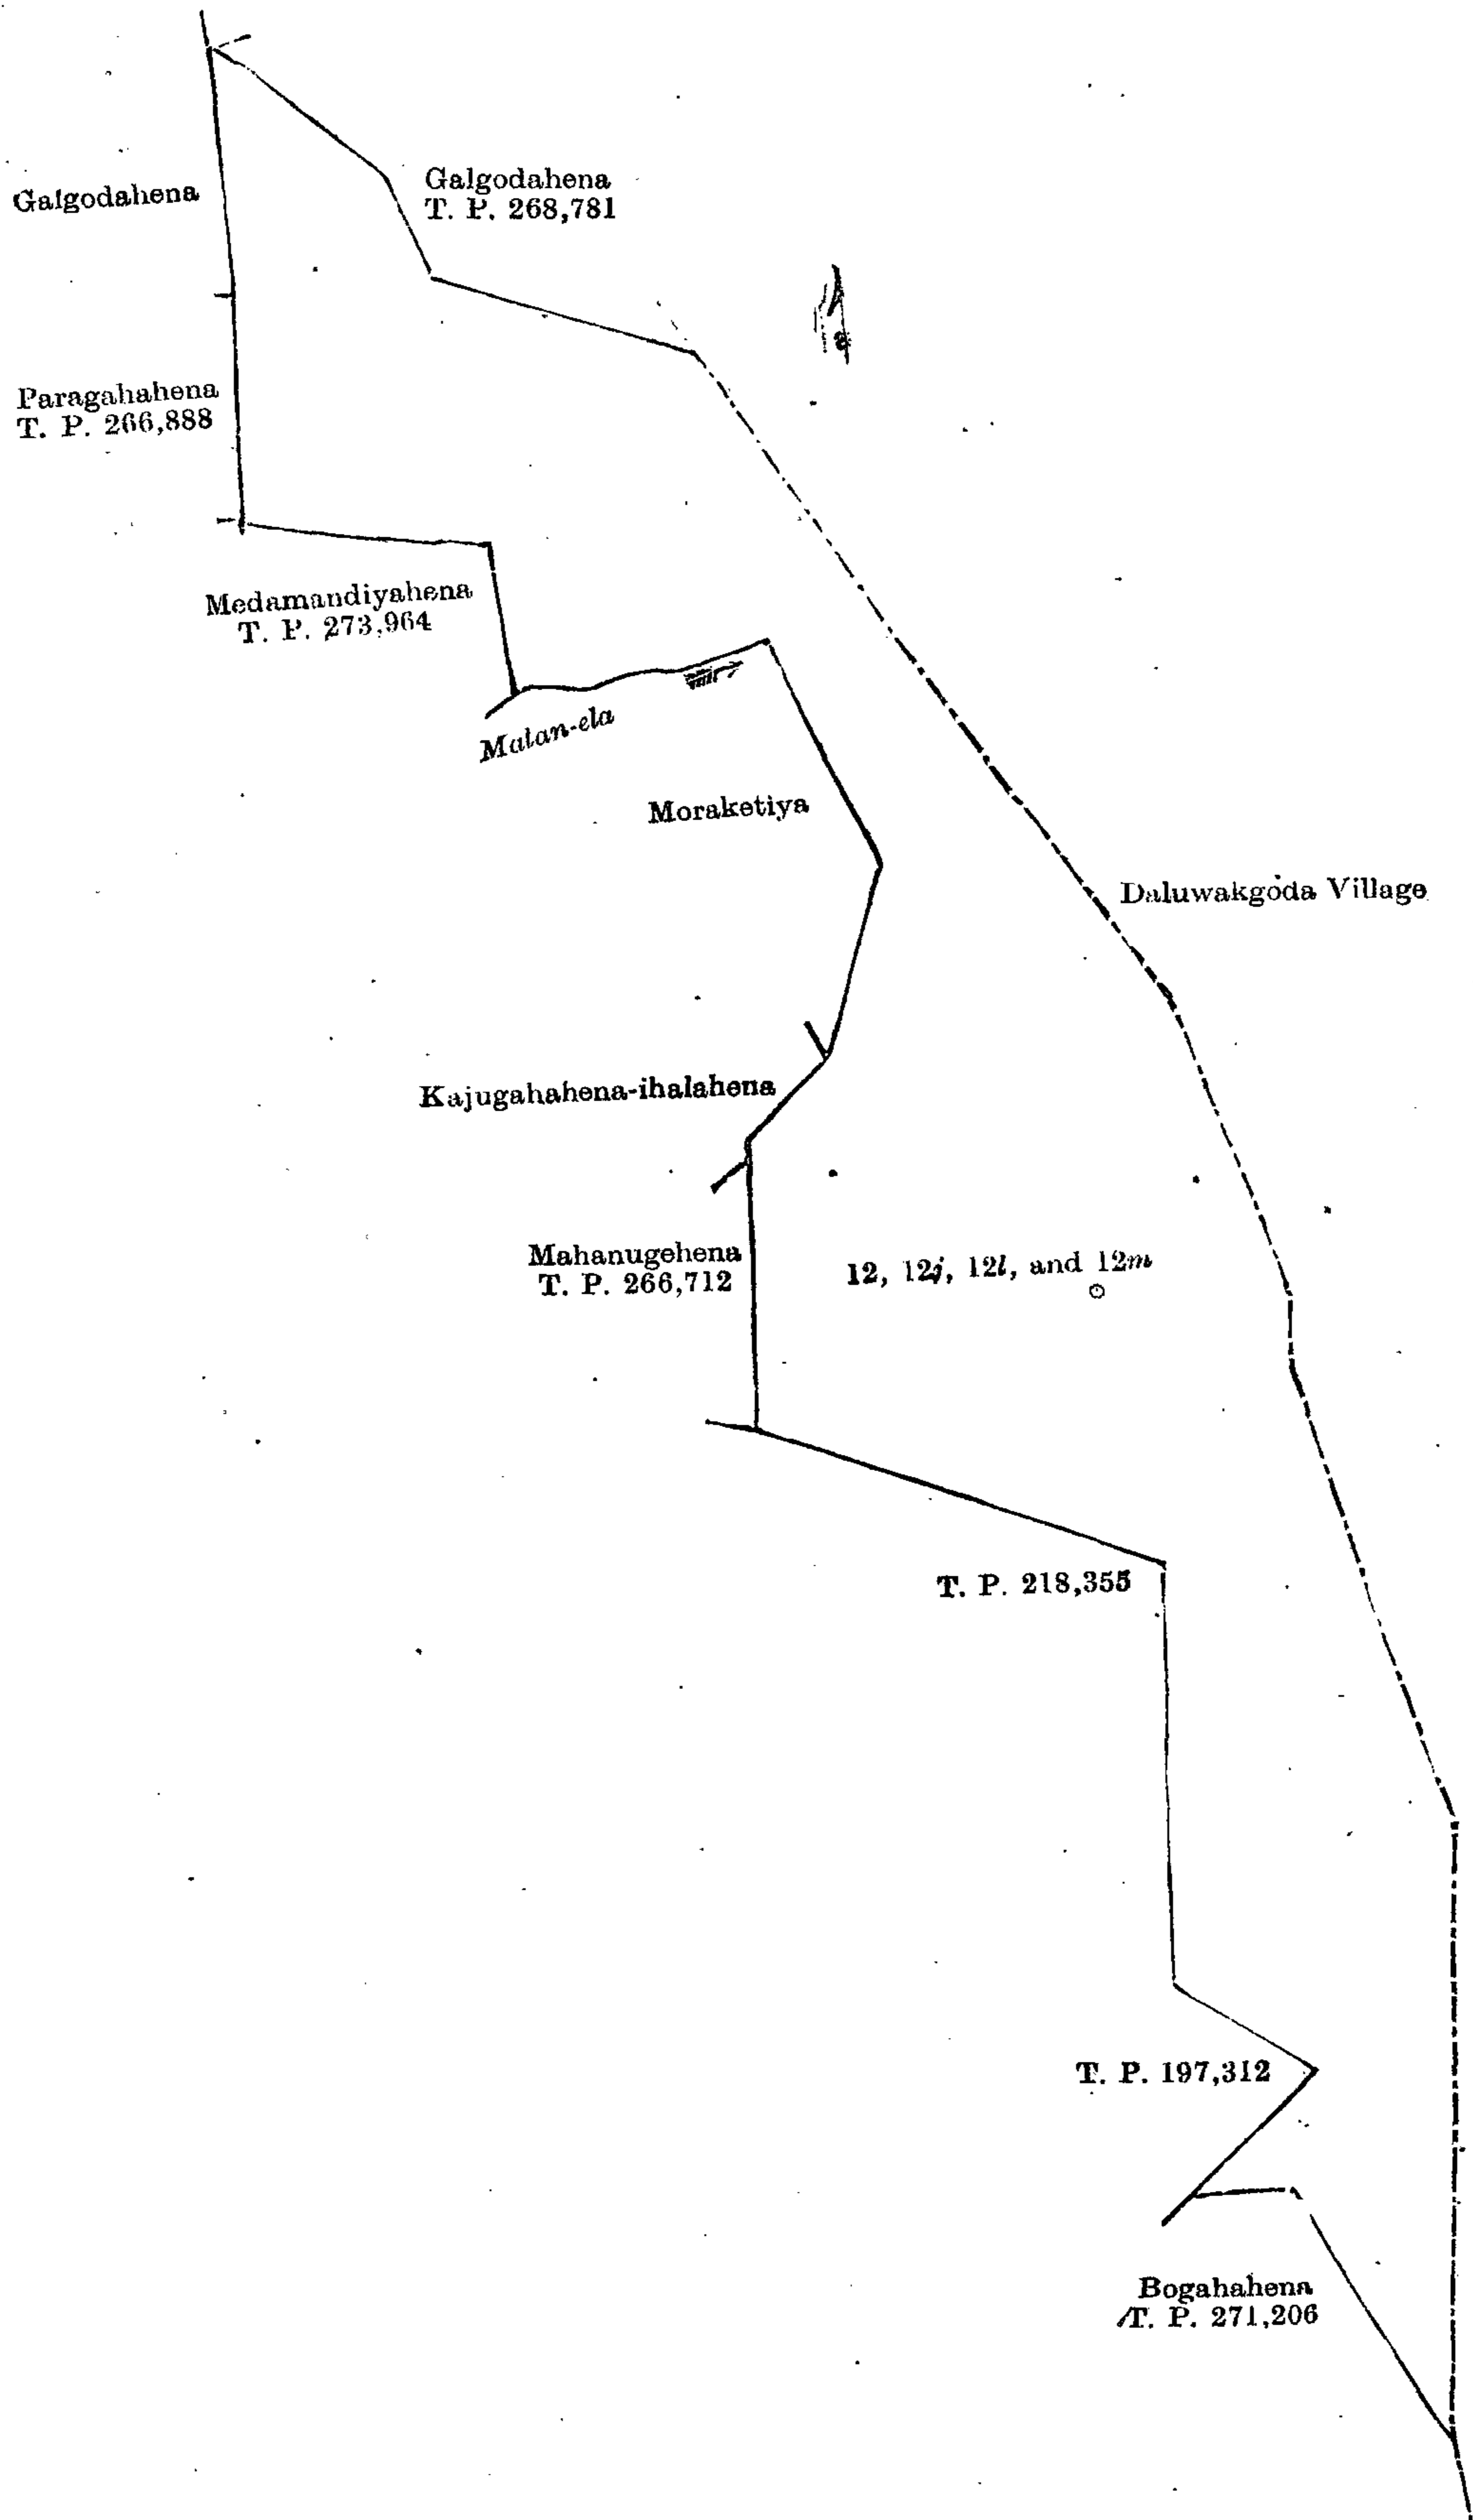 Galgodahena
T. P. 268,781
Galgodahena
Paragahahena
T. P. 266,888
Medamandiyahena
T. P. 273,964
Malan-ela
Moraketiya
Daluwakgoda Village
Kajugahahena-ihalahena
Mahanugehena
T. P. 266,712
12, 12j, 12l, and 12m
T. P. 218,355
T. P. 197,312
Bogahahena
T. P. 271,206